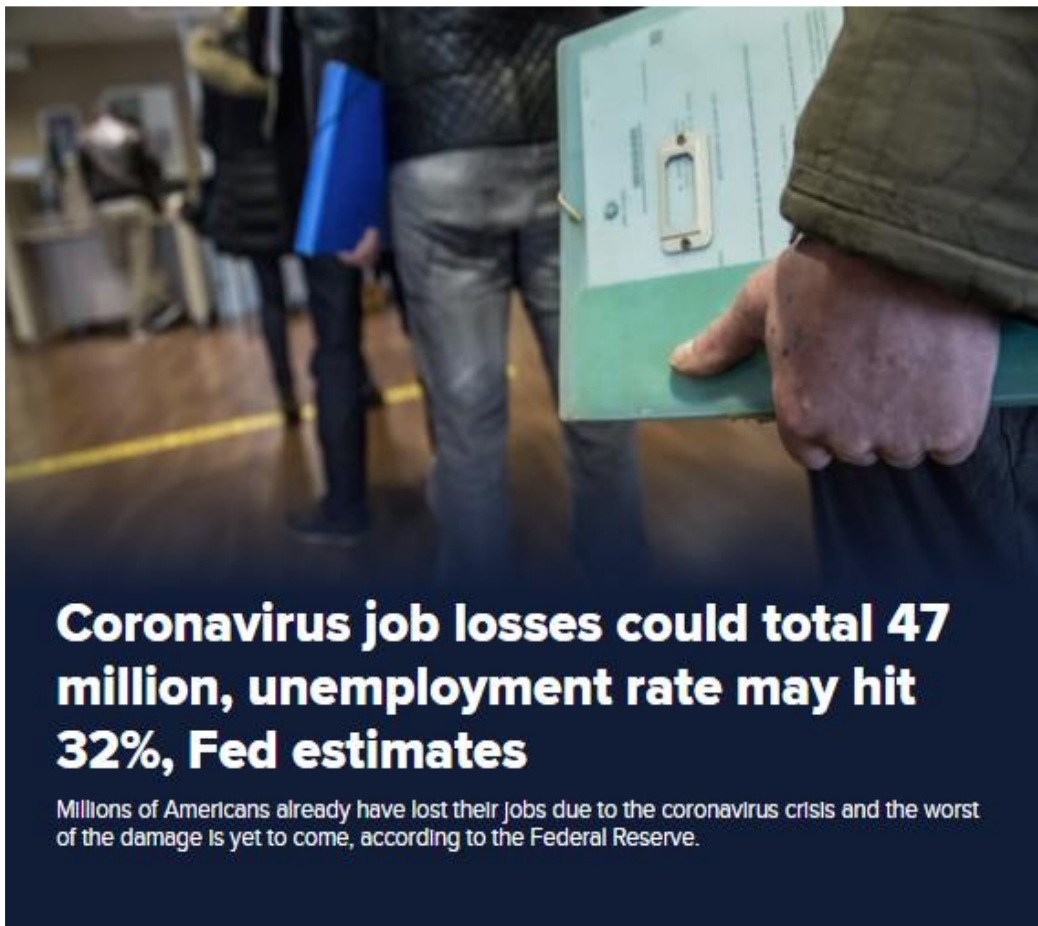 Coronavirus job losses could total 47
million, unemployment rate may hit
32%, Fed estimates
Millions of Americans already have lost their jobs due to the coronavirus crisis and the worst
of the damage is yet to come, according to the Federal Reserve.